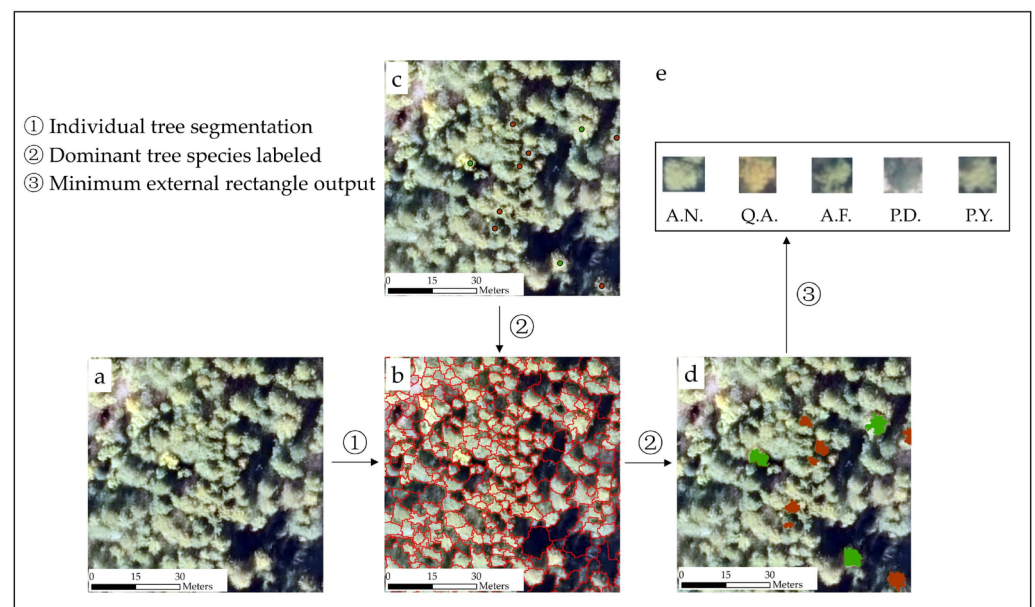 c
e
① Individual tree segmentation
② Dominant tree species labeled
③ Minimum external rectangle output
A.N. Q.A. A.F. P.D. P.Y.
0 15 30
Meters
③
②
a
b
d
①
②
0 15 30
Meters
0 15 30
Meters
0 15 30
Meters